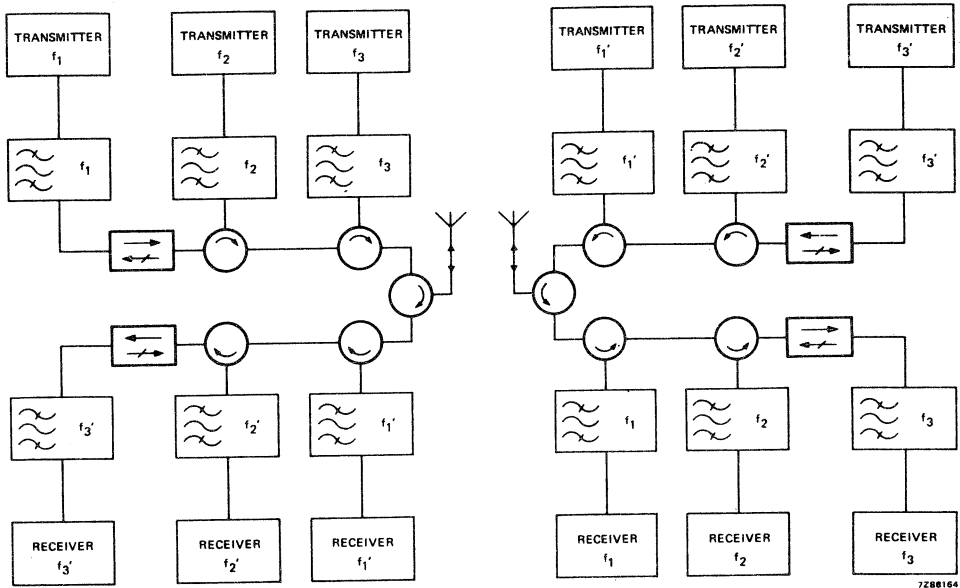 TRANSMITTER
f1
TRANSMITTER
f2
TRANSMITTER
f3
TRANSMITTER
f1'
TRANSMITTER
f2'
TRANSMITTER
f3'
f1
f2
f3
f1'
f2'
f3'
f3'
f2'
f1'
f1
f2
f3
RECEIVER
f3'
RECEIVER
f2'
RECEIVER
f1'
RECEIVER
f1
RECEIVER
f2
RECEIVER
f3
7Z88164